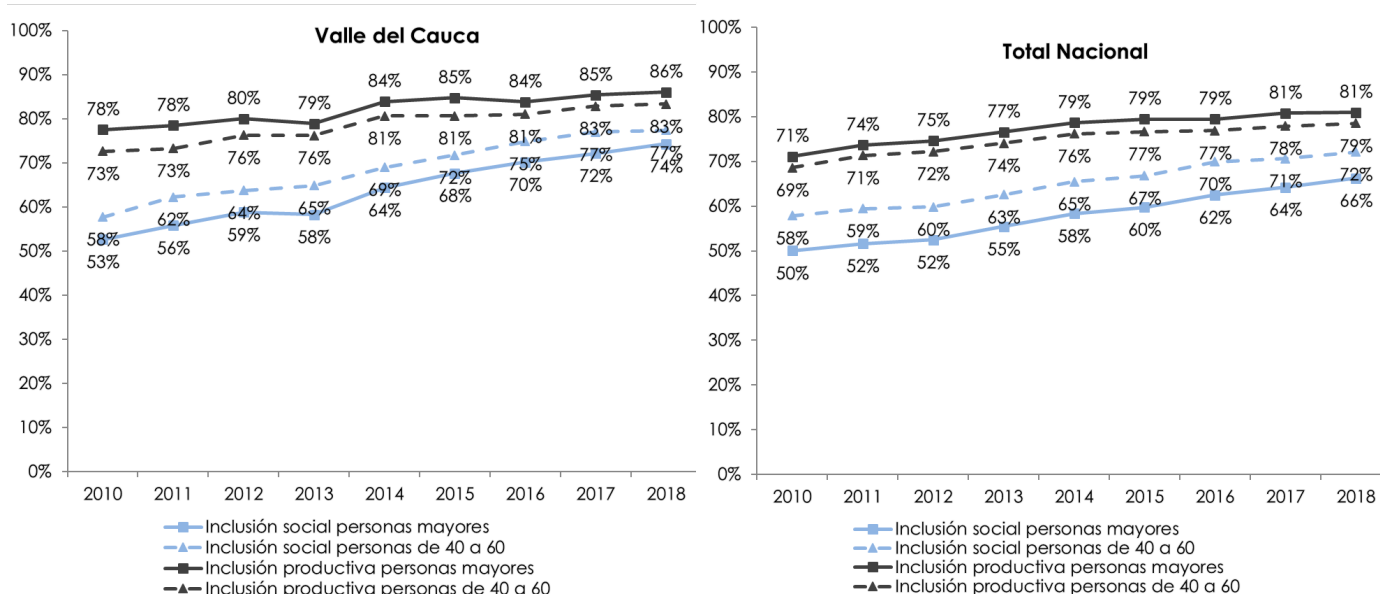 Valle del Cauca
100%
90%
80%
70%
60%
50%
40%
30%
20%
10%
0%
78% 78% 80% 79% 84% 85% 84% 85% 86%
73% 73% 76% 76% 81% 81% 81% 83% 83%
58% 62% 64% 65% 69% 72% 75% 77% 77%
53% 56% 59% 58% 64% 68% 70% 72% 74%
2010 2011 2012 2013 2014 2015 2016 2017 2018
Inclusión social personas mayores
Inclusión social personas de 40 a 60
Inclusión productiva personas mayores
Inclusión productiva personas de 40 a 60
Total Nacional
100%
90%
80%
70%
60%
50%
40%
30%
20%
10%
0%
71% 74% 75% 77% 79% 79% 79% 81% 81%
69% 71% 72% 74% 76% 77% 77% 78% 79%
58% 59% 60% 63% 65% 67% 70% 71% 72%
50% 52% 52% 55% 58% 60% 62% 64% 66%
2010 2011 2012 2013 2014 2015 2016 2017 2018
Inclusión social personas mayores
Inclusión social personas de 40 a 60
Inclusión productiva personas mayores
Inclusión productiva personas de 40 a 60